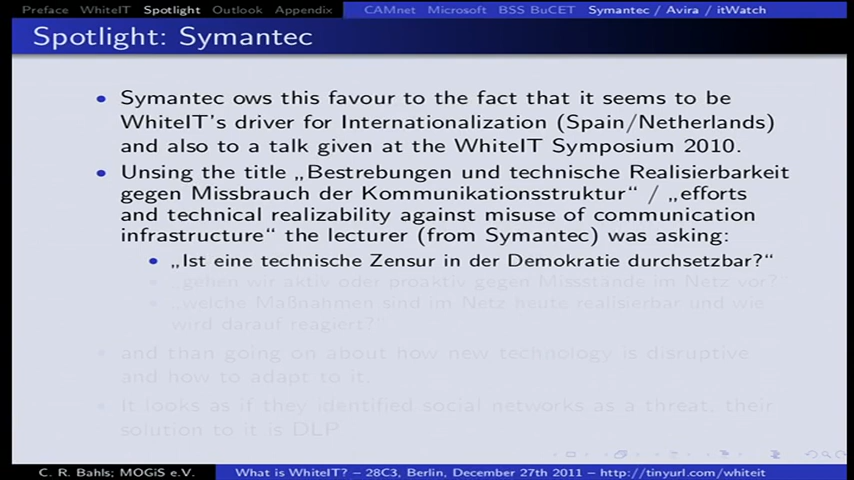 Preface WhiteIT Spotlight Outlook Appendix CAMnet Microsoft BSS BuCET Symantec / Avira / itWatch
Spotlight: Symantec
• Symantec ows this favour to the fact that it seems to be
WhiteIT's driver for Internationalization (Spain/Netherlands)
and also to a talk given at the WhiteIT Symposium 2010.
• Unsing the title „Bestrebungen und technische Realisierbarkeit
gegen Missbrauch der Kommunikationsstruktur“ / „efforts
and technical realizability against misuse of communication
infrastructure“ the lecturer (from Symantec) was asking:
• „Ist eine technische Zensur in der Demokratie durchsetzbar?“
• „gehen wir aktiv oder proaktiv gegen Missstände im Netz vor?
• „welche Maßnahmen sind im Netz heute realisierbar und wie
wird darauf reagiert?
• and than going on about how new technology is disruptive
and how to adapt to it,
• It looks as if they identified social networks as a threat, their
solution to it is DLP
C. R. Bahls; MOGiS e.V. What is WhiteIT? – 28C3, Berlin, December 27th 2011 – http://tinyurl.com/whiteit